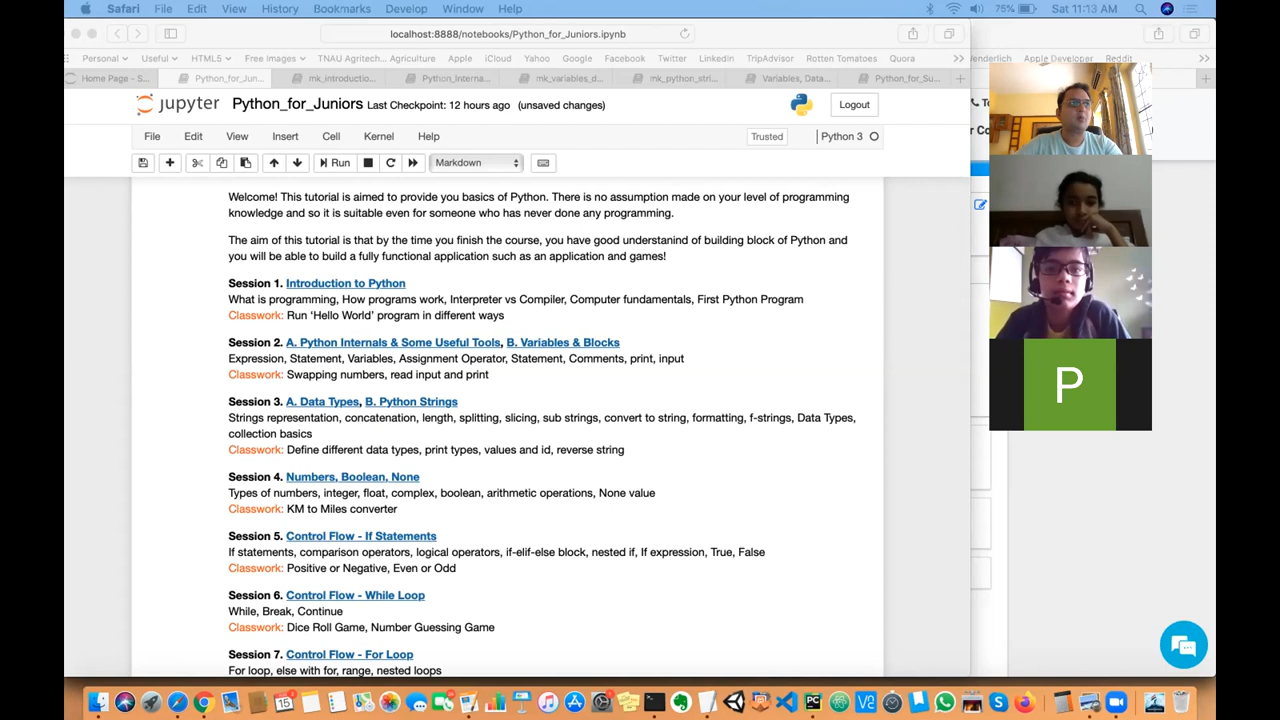 Safari File Edit View History Bookmarks Develop Window Help 75% Sat 11:13 AM
localhost:8888/notebooks/Python_for_Juniors.ipynb
Personal Useful HTML5 Free Images TNAU Agritech... Agriculture Apple iCloud Yahoo Google Facebook Twitter LinkedIn TripAdvisor Rotten Tomatoes Quora >> Wenderlich Apple Developer Reddit >>
Home Page - S... Python_for_Jun... mk_introductio... Python_Interna... mk_variables_d... mk_python_stri... Variables, Data... Python_for_Su... +
jupyter Python_for_Juniors Last Checkpoint: 12 hours ago (unsaved changes) Logout
File Edit View Insert Cell Kernel Help Trusted Python 3
Run Markdown
Welcome! This tutorial is aimed to provide you basics of Python. There is no assumption made on your level of programming
knowledge and so it is suitable even for someone who has never done any programming.
The aim of this tutorial is that by the time you finish the course, you have good understanind of building block of Python and
you will be able to build a fully functional application such as an application and games!
Session 1. Introduction to Python
What is programming, How programs work, Interpreter vs Compiler, Computer fundamentals, First Python Program
Classwork: Run ‘Hello World’ program in different ways
Session 2. A. Python Internals & Some Useful Tools, B. Variables & Blocks
Expression, Statement, Variables, Assignment Operator, Statement, Comments, print, input
Classwork: Swapping numbers, read input and print
Session 3. A. Data Types, B. Python Strings
Strings representation, concatenation, length, splitting, slicing, sub strings, convert to string, formatting, f-strings, Data Types,
collection basics
Classwork: Define different data types, print types, values and id, reverse string
Session 4. Numbers, Boolean, None
Types of numbers, integer, float, complex, boolean, arithmetic operations, None value
Classwork: KM to Miles converter
Session 5. Control Flow - If Statements
If statements, comparison operators, logical operators, if-elif-else block, nested if, If expression, True, False
Classwork: Positive or Negative, Even or Odd
Session 6. Control Flow - While Loop
While, Break, Continue
Classwork: Dice Roll Game, Number Guessing Game
Session 7. Control Flow - For Loop
For loop, else with for, range, nested loops
P